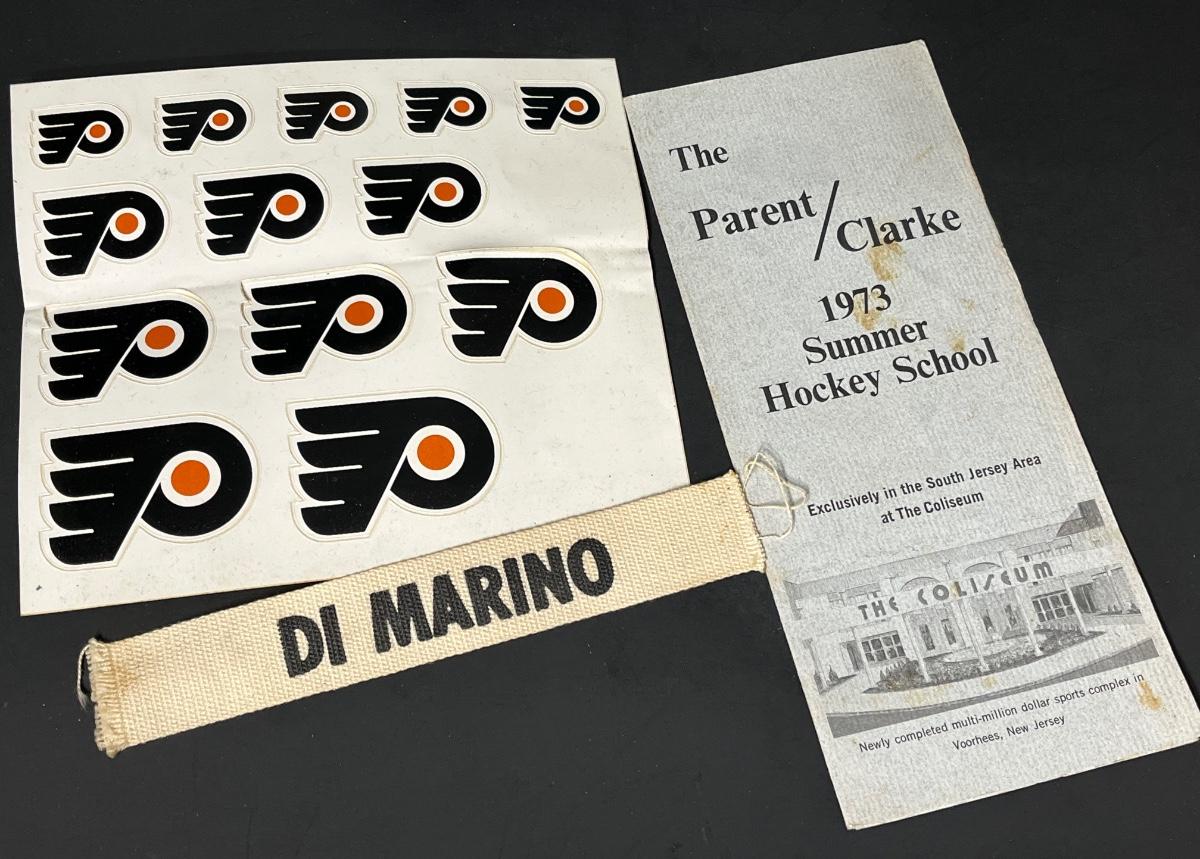 The
Parent/Clarke
1973
Summer
Hockey School
Exclusively in the South Jersey Area
at The Coliseum
THE COLISEUM
Newly completed multi-million dollar sports complex in
Voorhees, New Jersey
DI MARINO